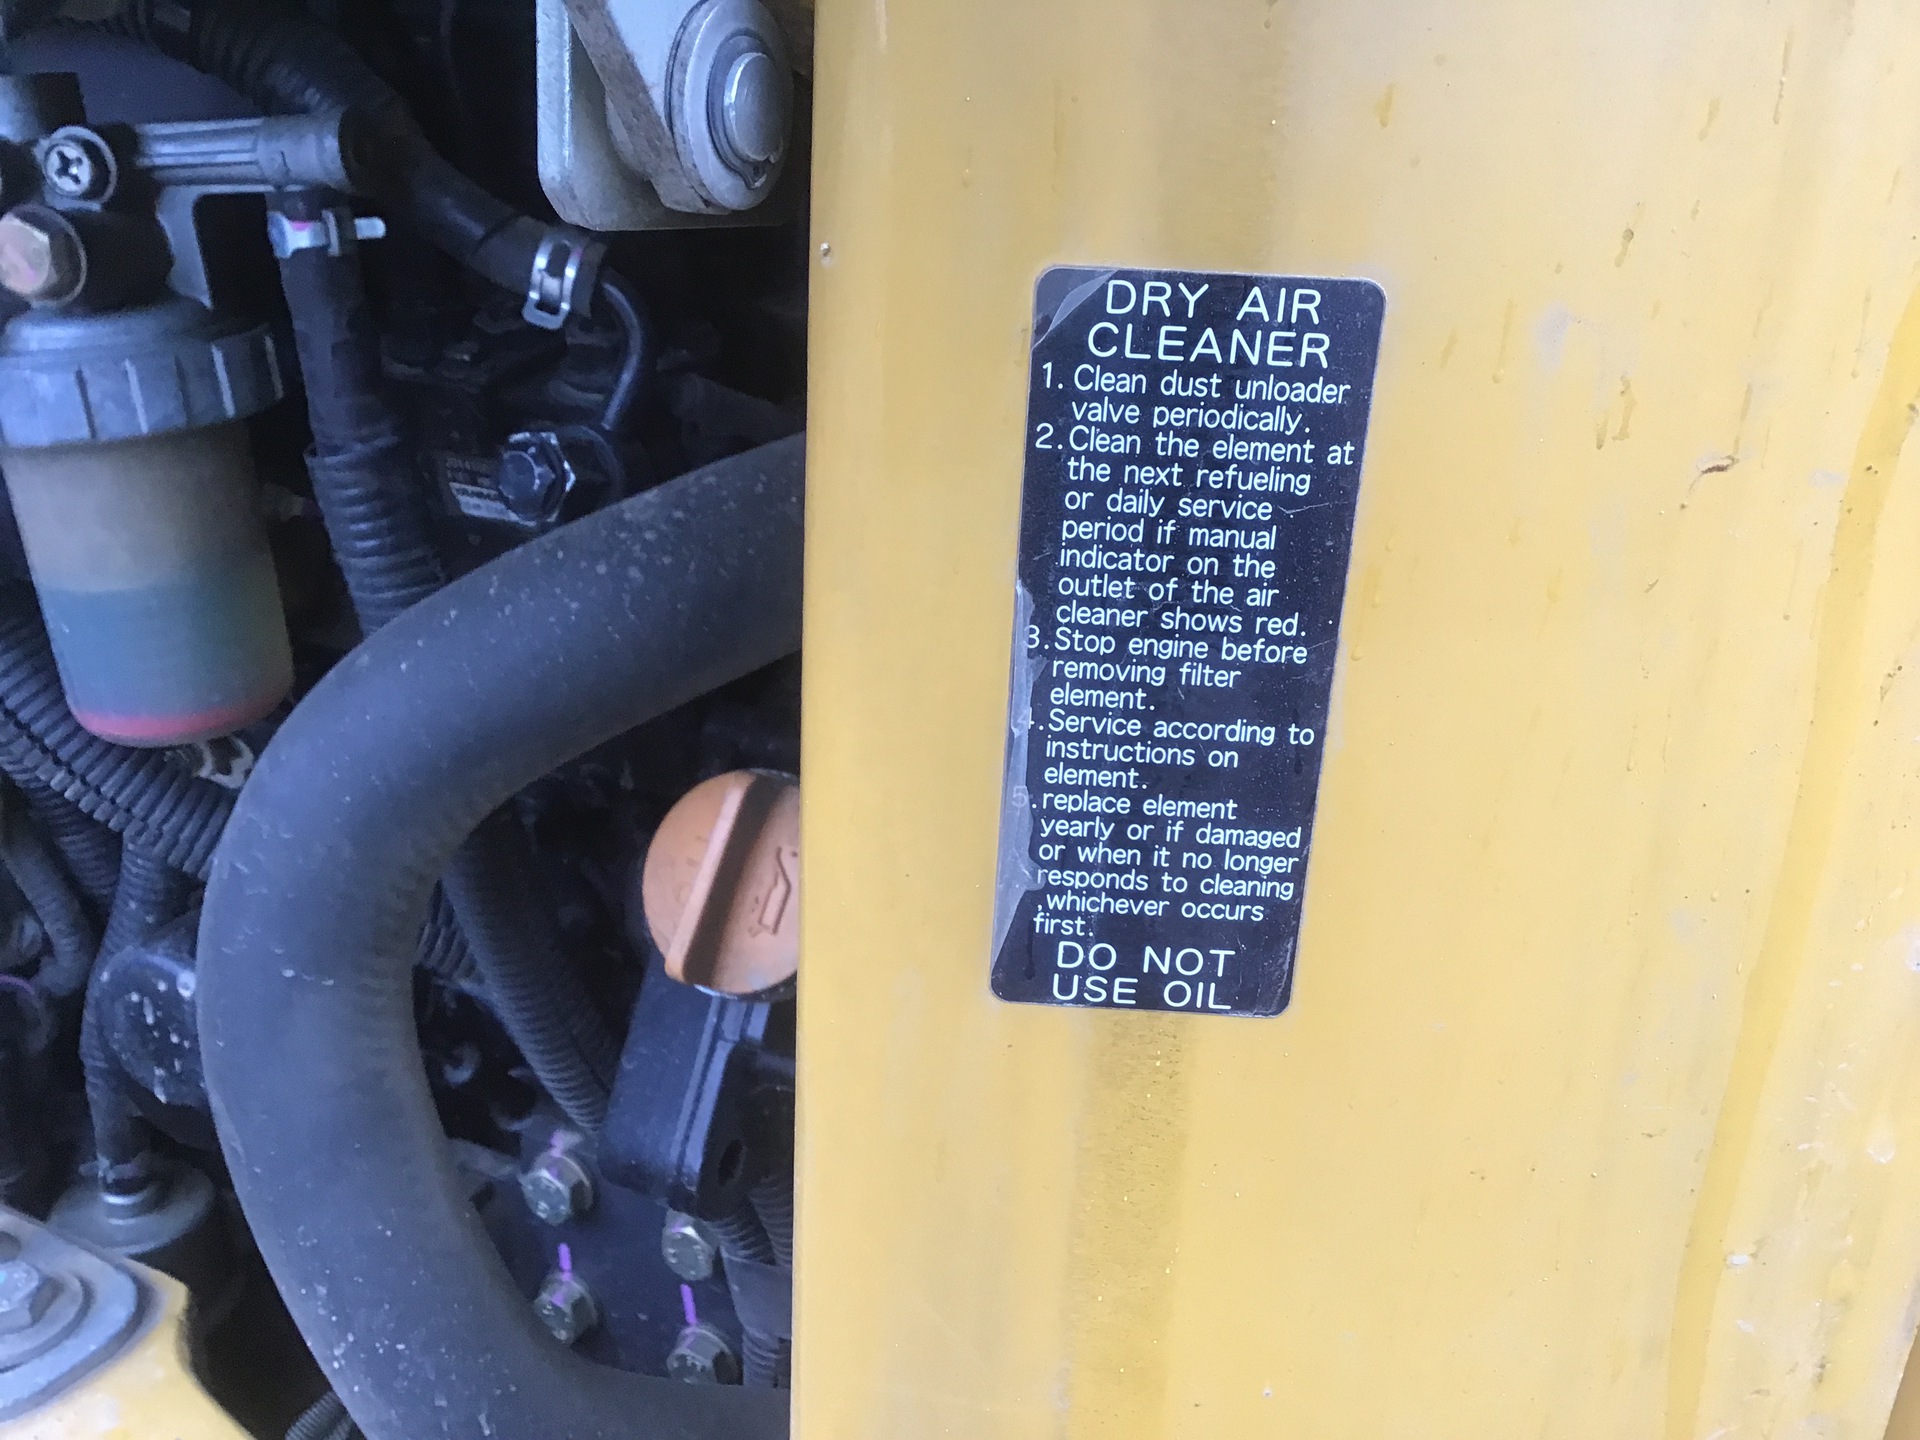 DRY AIR
CLEANER
1. Clean dust unloader
valve periodically.
2. Clean the element at
the next refueling
or daily service
period if manual
indicator on the
outlet of the air
cleaner shows red.
3. Stop engine before
removing filter
element.
4. Service according to
instructions on
element.
5. replace element
yearly or if damaged
or when it no longer
responds to cleaning
,whichever occurs
first.
DO NOT
USE OIL